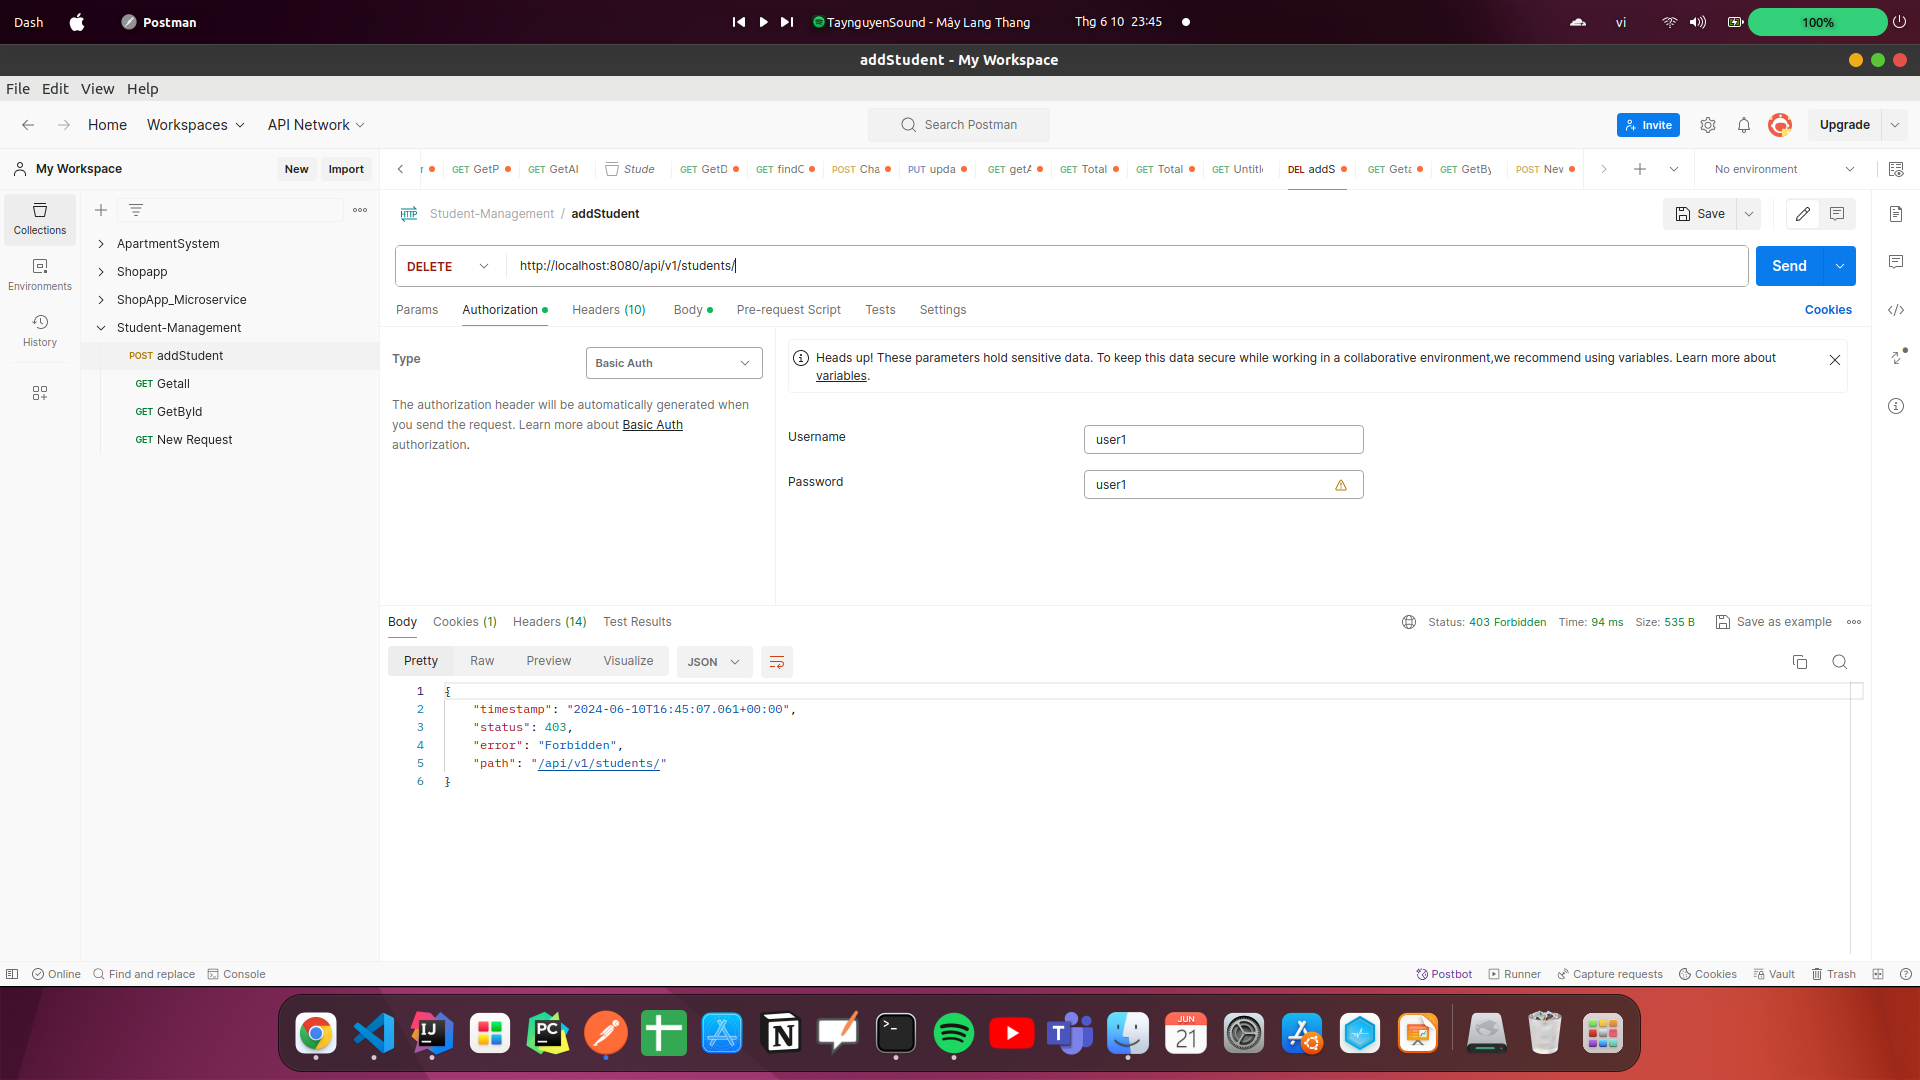 Dash
Postman
TaynguyenSound - Mây Lang Thang
Thg 6 10 23:45
vi
100%
addStudent - My Workspace
File Edit View Help
Home
Workspaces
API Network
Search Postman
Invite
Upgrade
My Workspace
New
Import
GET GetP
GET GetAl
Stude
GET GetD
GET findC
POST Cha
PUT upda
GET getA
GET Total
GET Total
GET Untitl
DEL addS
GET Geta
GET GetBy
POST New
No environment
Collections
Environments
History
ApartmentSystem
Shopapp
ShopApp_Microservice
Student-Management
POST addStudent
GET Getall
GET GetById
GET New Request
HTTP
Student-Management / addStudent
Save
DELETE
http://localhost:8080/api/v1/students/
Send
Params
Authorization
Headers (10)
Body
Pre-request Script
Tests
Settings
Cookies
Type
Basic Auth
The authorization header will be automatically generated when
you send the request. Learn more about Basic Auth
authorization.
Heads up! These parameters hold sensitive data. To keep this data secure while working in a collaborative environment,we recommend using variables. Learn more about
variables.
Username
user1
Password
user1
Body
Cookies (1)
Headers (14)
Test Results
Status: 403 Forbidden
Time: 94 ms
Size: 535 B
Save as example
Pretty
Raw
Preview
Visualize
JSON
1 {
2 "timestamp": "2024-06-10T16:45:07.061+00:00",
3 "status": 403,
4 "error": "Forbidden",
5 "path": "/api/v1/students/"
6 }
Online
Find and replace
Console
Postbot
Runner
Capture requests
Cookies
Vault
Trash
IJ
PC
N
T
JUN
21